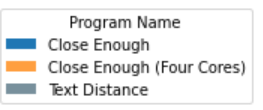 Program Name
Close Enough
Close Enough (Four Cores)
Text Distance